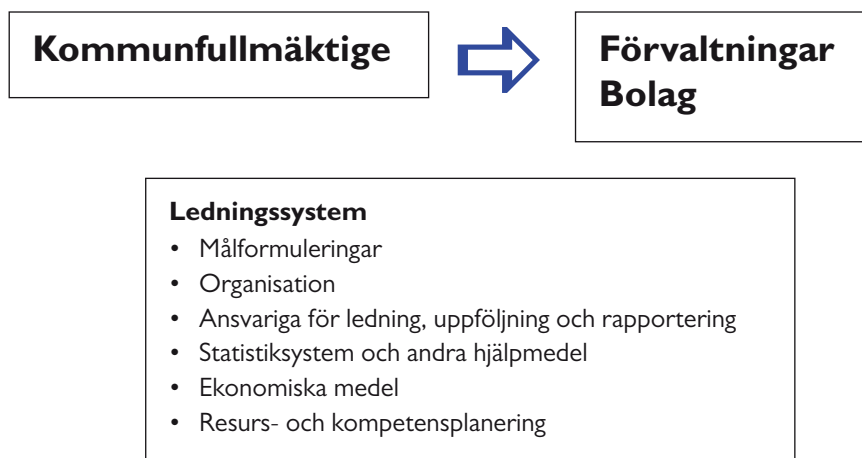 Kommunfullmäktige
Förvaltningar
Bolag
Ledningssystem
• Målformuleringar
• Organisation
• Ansvariga för ledning, uppföljning och rapportering
• Statistiksystem och andra hjälpmedel
• Ekonomiska medel
• Resurs- och kompetensplanering